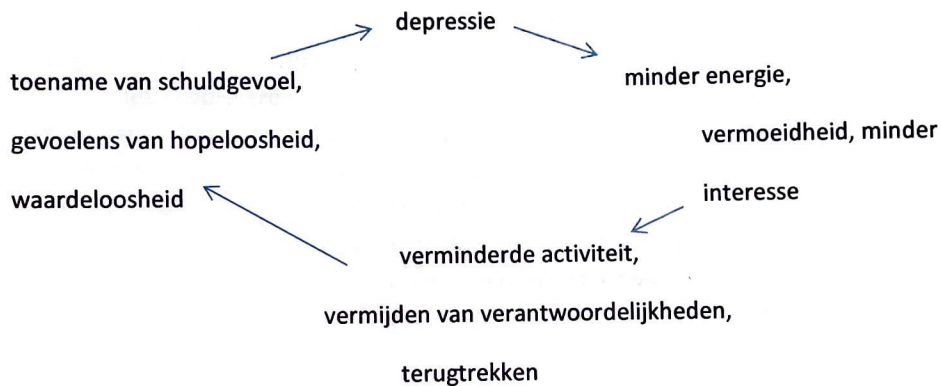 depressie
minder energie,
vermoeidheid, minder
interesse
verminderde activiteit,
vermijden van verantwoordelijkheden,
terugtrekken
toename van schuldgevoel,
gevoelens van hopeloosheid,
waardeloosheid